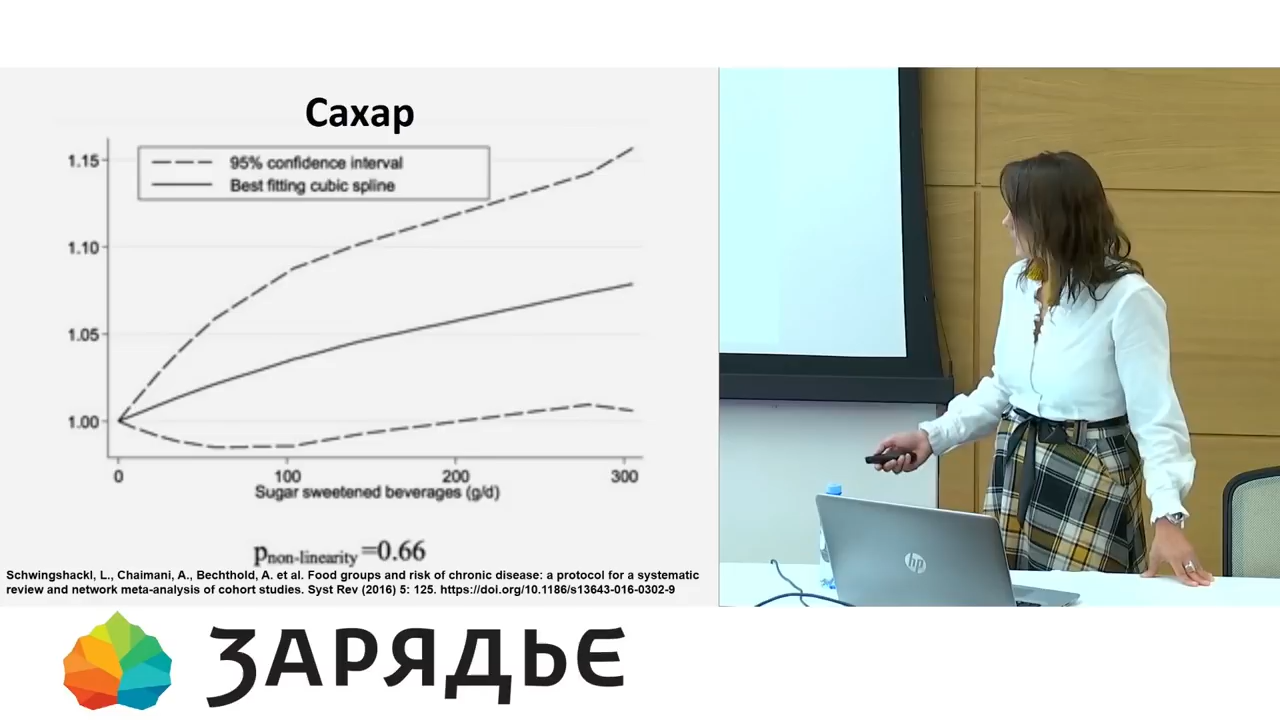 Сахар
1.15
95% confidence interval
Best fitting cubic spline
1.10
1.05
1.00
0 100 200 300
Sugar sweetened beverages (g/d)
pnon-linearity =0.66
Schwingshackl, L., Chaimani, A., Bechthold, A. et al. Food groups and risk of chronic disease: a protocol for a systematic
review and network meta-analysis of cohort studies. Syst Rev (2016) 5: 125. https://doi.org/10.1186/s13643-016-0302-9
hp
ЗАРЯДЬЕ